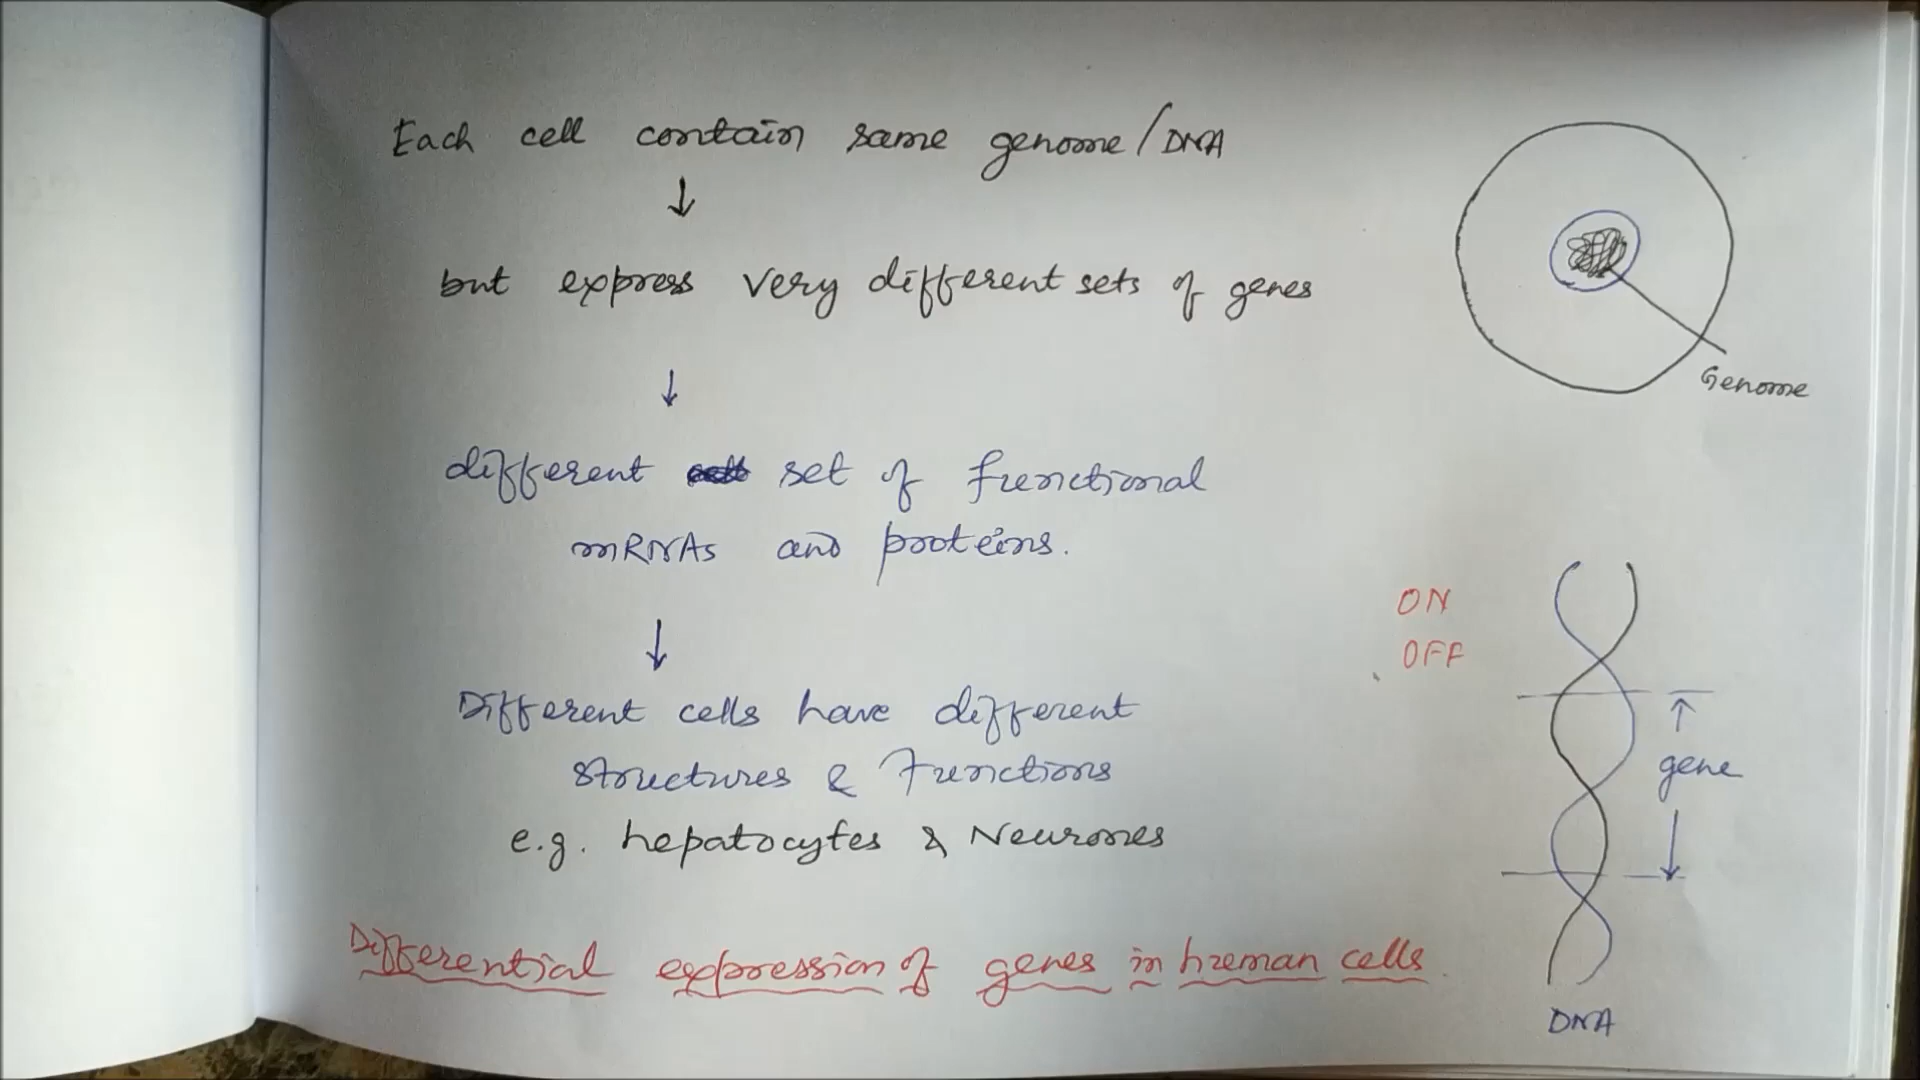 Each cell contain same genome/DNA
↓
but express very different sets of genes
↓
different set of functional
mRNAs and proteins.
↓
Different cells have different
structures & Functions
e.g. hepatocytes & Neurones
Differential expression of genes in human cells
Genome
ON
OFF
gene
DNA